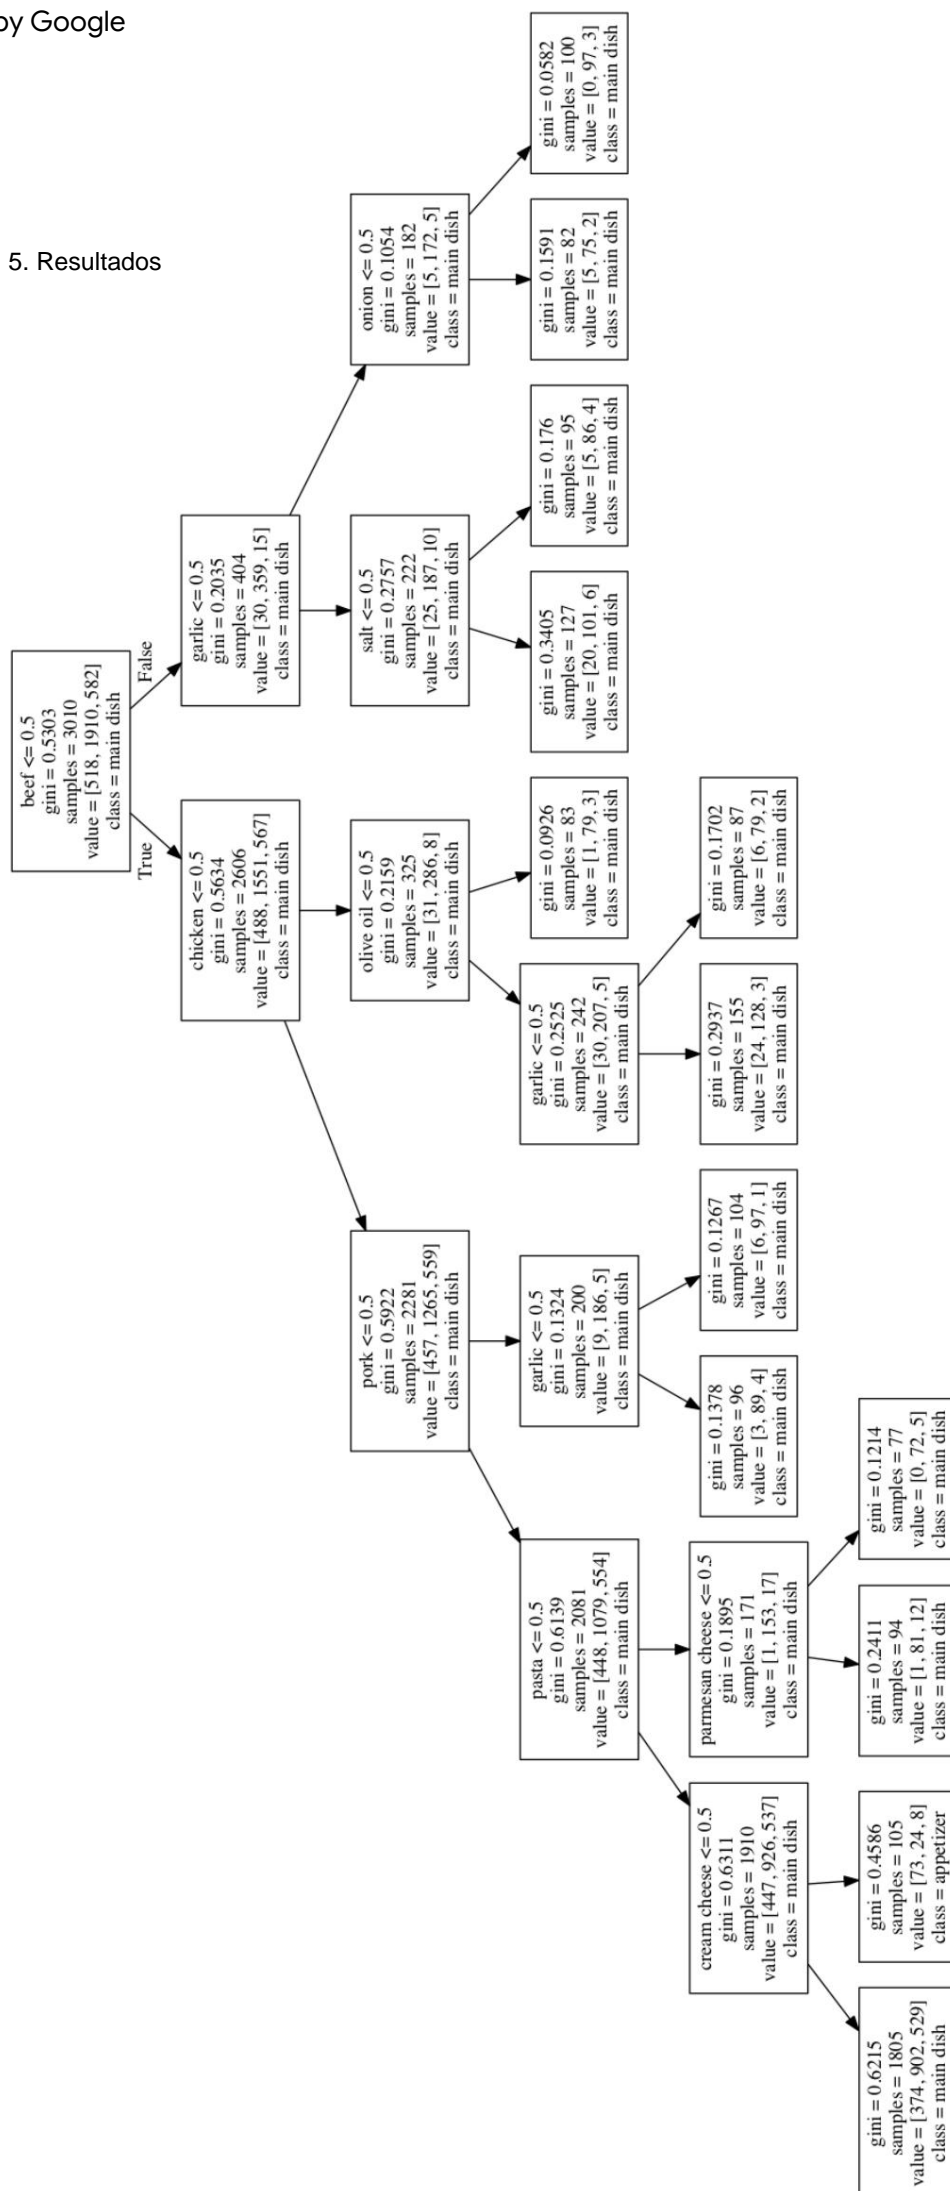 by Google
5. Resultados
beef <= 0.5
gini = 0.5303
samples = 3010
value = [518, 1910, 582]
class = main dish
True
False
chicken <= 0.5
gini = 0.5634
samples = 2606
value = [488, 1551, 567]
class = main dish
garlic <= 0.5
gini = 0.2035
samples = 404
value = [30, 359, 15]
class = main dish
pork <= 0.5
gini = 0.5922
samples = 2281
value = [457, 1265, 559]
class = main dish
olive oil <= 0.5
gini = 0.2159
samples = 325
value = [31, 286, 8]
class = main dish
salt <= 0.5
gini = 0.2757
samples = 222
value = [25, 187, 10]
class = main dish
onion <= 0.5
gini = 0.1054
samples = 182
value = [5, 172, 5]
class = main dish
pasta <= 0.5
gini = 0.6139
samples = 2081
value = [448, 1079, 554]
class = main dish
garlic <= 0.5
gini = 0.1324
samples = 200
value = [9, 186, 5]
class = main dish
garlic <= 0.5
gini = 0.2525
samples = 242
value = [30, 207, 5]
class = main dish
gini = 0.0926
samples = 83
value = [1, 79, 3]
class = main dish
gini = 0.3405
samples = 127
value = [20, 101, 6]
class = main dish
gini = 0.176
samples = 95
value = [5, 86, 4]
class = main dish
gini = 0.1591
samples = 82
value = [5, 75, 2]
class = main dish
gini = 0.0582
samples = 100
value = [0, 97, 3]
class = main dish
cream cheese <= 0.5
gini = 0.6311
samples = 1910
value = [447, 926, 537]
class = main dish
parmesan cheese <= 0.5
gini = 0.1895
samples = 171
value = [1, 153, 17]
class = main dish
gini = 0.1378
samples = 96
value = [3, 89, 4]
class = main dish
gini = 0.1267
samples = 104
value = [6, 97, 1]
class = main dish
gini = 0.2937
samples = 155
value = [24, 128, 3]
class = main dish
gini = 0.1702
samples = 87
value = [6, 79, 2]
class = main dish
gini = 0.6215
samples = 1805
value = [374, 902, 529]
class = main dish
gini = 0.4586
samples = 105
value = [73, 24, 8]
class = appetizer
gini = 0.2411
samples = 94
value = [1, 81, 12]
class = main dish
gini = 0.1214
samples = 77
value = [0, 72, 5]
class = main dish